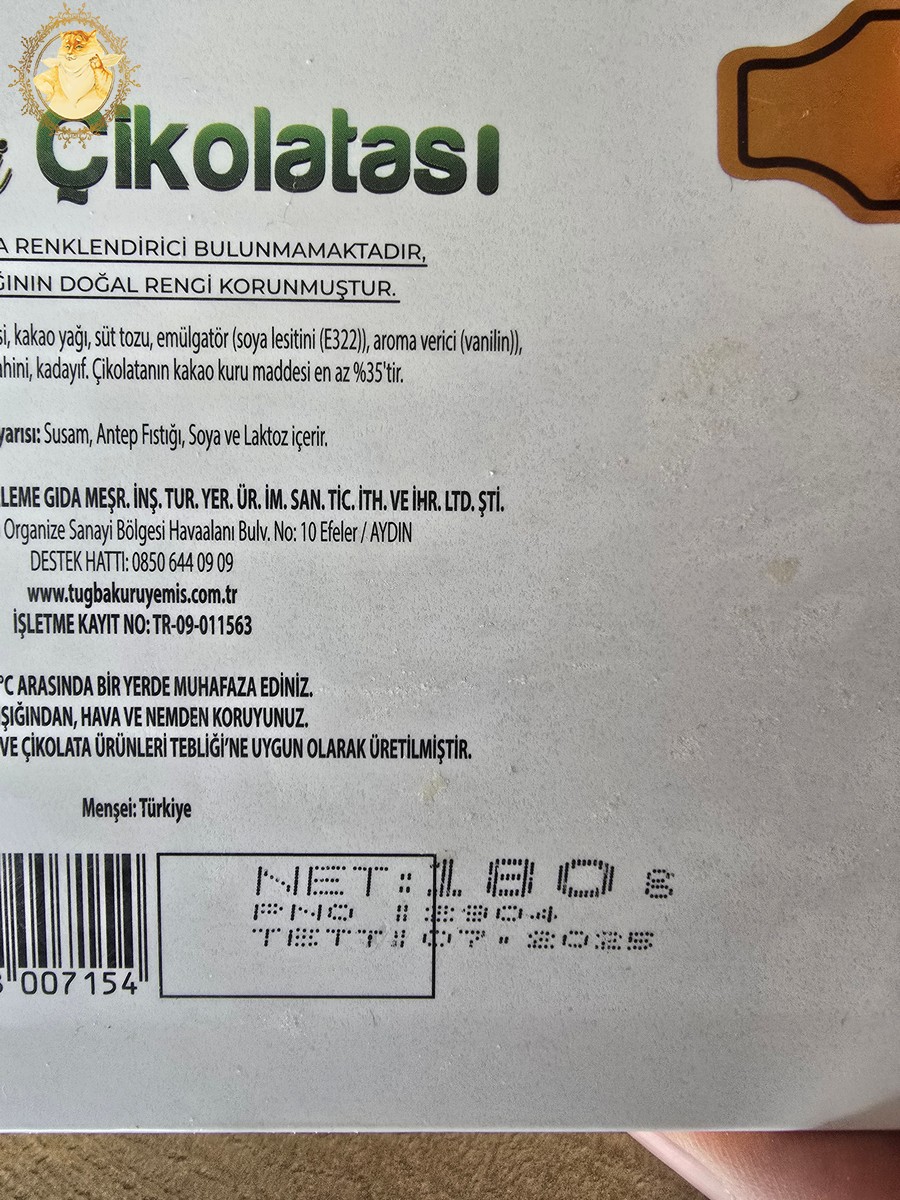 Çikolatası
A RENKLENDİRİCİ BULUNMAMAKTADIR,
ĞININ DOĞAL RENGİ KORUNMUŞTUR.
si, kakao yağı, süt tozu, emülgatör (soya lesitini (E322)), aroma verici (vanilin)),
ahini, kadayıf. Çikolatanın kakao kuru maddesi en az %35'tir.
yarısı: Susam, Antep Fıstığı, Soya ve Laktoz içerir.
LEME GIDA MEŞR. İNŞ. TUR. YER. ÜR. İM. SAN. TİC. İTH. VE İHR. LTD. ŞTİ.
Organize Sanayi Bölgesi Havaalanı Bulv. No: 10 Efeler / AYDIN
DESTEK HATTI: 0850 644 09 09
www.tugbakuruyemis.com.tr
İŞLETME KAYIT NO: TR-09-011563
°C ARASINDA BİR YERDE MUHAFAZA EDİNİZ.
ŞIĞINDAN, HAVA VE NEMDEN KORUYUNUZ.
VE ÇİKOLATA ÜRÜNLERİ TEBLİĞİ'NE UYGUN OLARAK ÜRETİLMİŞTİR.
Menşei: Türkiye
NET:180 g
PNO :2904
TETT:07.2025
007154